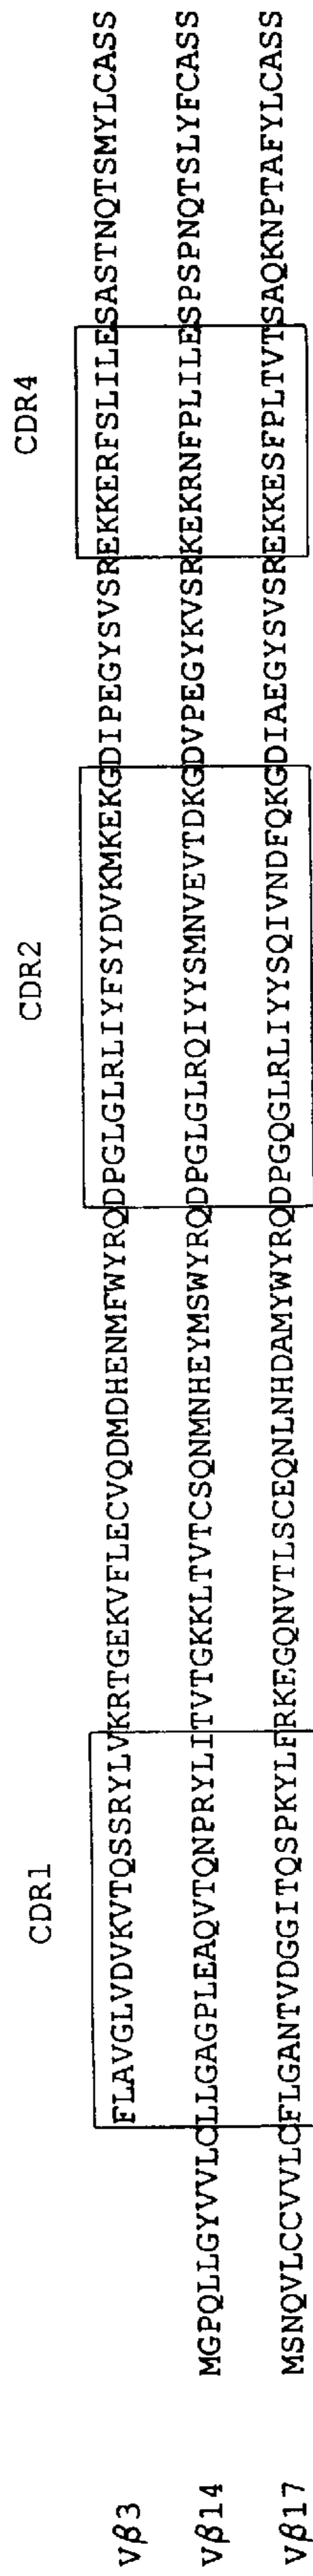 CDR1 CDR2 CDR4
Vβ3 FLAVGLVDVKVTQSSRYLVKRTGEKVFLECVQDMDHENMFWYRQDPGLGLRLIYFSYDVKMKEKGDIPEGYSVSREKKERFSLILESASTNQTSMYLCASS
Vβ14 MGPQLLGYVVLCLLGAGPLEAQVTQNPRYLITVTGKKLTVTCSQNMNHEYMSWYRQDPGLGLRQIYYSMNVEVTDKGDVPEGYKVSRKEKRNFPLILESPSPNQTSLYFCASS
Vβ17 MSNQVLCCVVLCFLGANTVDGGITQSPKYLFRKEGQNVTLSCEQNLNHDAMYWYRQDPGQGLRLIYYSQIVNDFQKGDIAEGYSVSREKKESFPLTVTSAQKNPTAFYLCASS